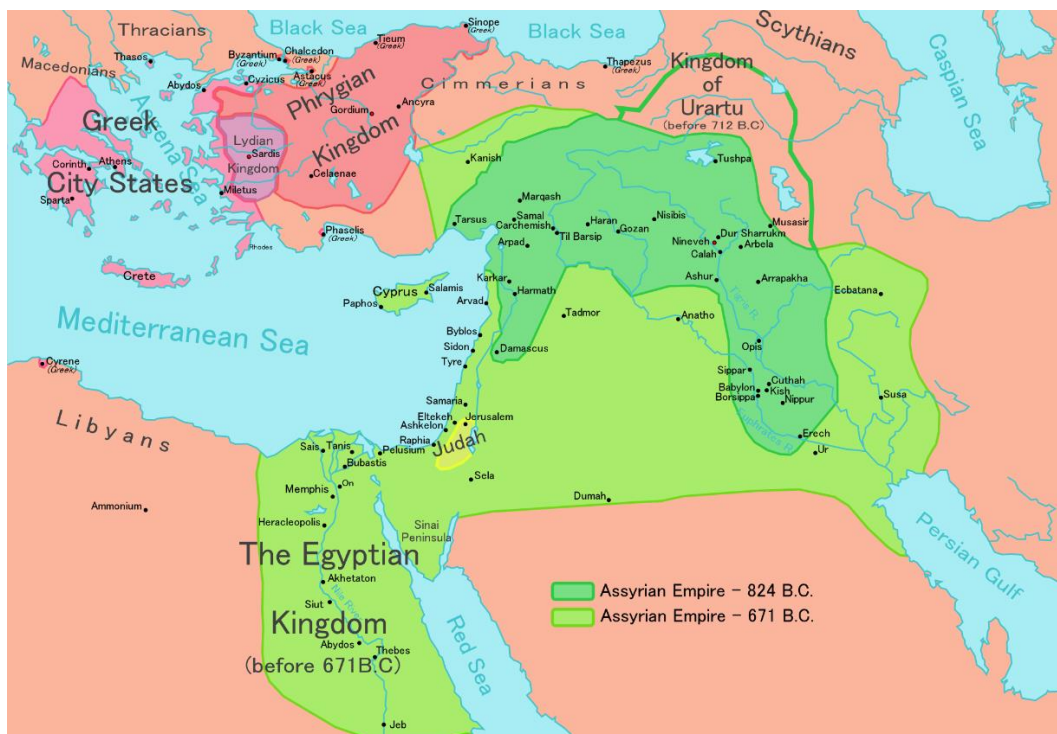 Black Sea
Black Sea
Caspian Sea
Scythians
Thracians
Macedonians
Thasos
Byzantium
(Greek)
Chalcedon
(Greek)
Astacus
(Greek)
Tieum
(Greek)
Sinope
(Greek)
Thapezus
(Greek)
Cimmerians
Kingdom
of
Urartu
(before 712 B.C)
Abydos
Cyzicus
Phrygian
Kingdom
Gordium
Ancyra
Greek
City States
Corinth
Athens
Sparta
Lydian
Kingdom
Sardis
Celaenae
Miletus
Phaselis
(Greek)
Rhodes
Crete
Kanish
Tarsus
Marqash
Samal
Carchemish
Til Barsip
Arpad
Haran
Gozan
Nisibis
Tushpa
Musasir
Dur Sharrukm
Nineveh
Arbela
Calah
Ashur
Arrapakha
Ecbatana
Karkar
Harmath
Cyprus
Salamis
Paphos
Arvad
Tadmor
Anatho
Opis
Mediterranean Sea
Byblos
Sidon
Tyre
Damascus
Sippar
Babylon
Borsippa
Cuthah
Kish
Nippur
Susa
Cyrene
(Greek)
Libyans
Samaria
Eltekeh
Ashkelon
Jerusalem
Raphia
Judah
Pelusium
Euphrates R.
Erech
Ur
Sais
Tanis
Bubastis
On
Memphis
Sela
Dumah
Ammonium
Heracleopolis
Sinai
Peninsula
The Egyptian
Kingdom
(before 671B.C)
Akhetaton
Siut
Nile River
Abydos
Thebes
Jeb
Red Sea
Persian Gulf
Assyrian Empire – 824 B.C.
Assyrian Empire – 671 B.C.